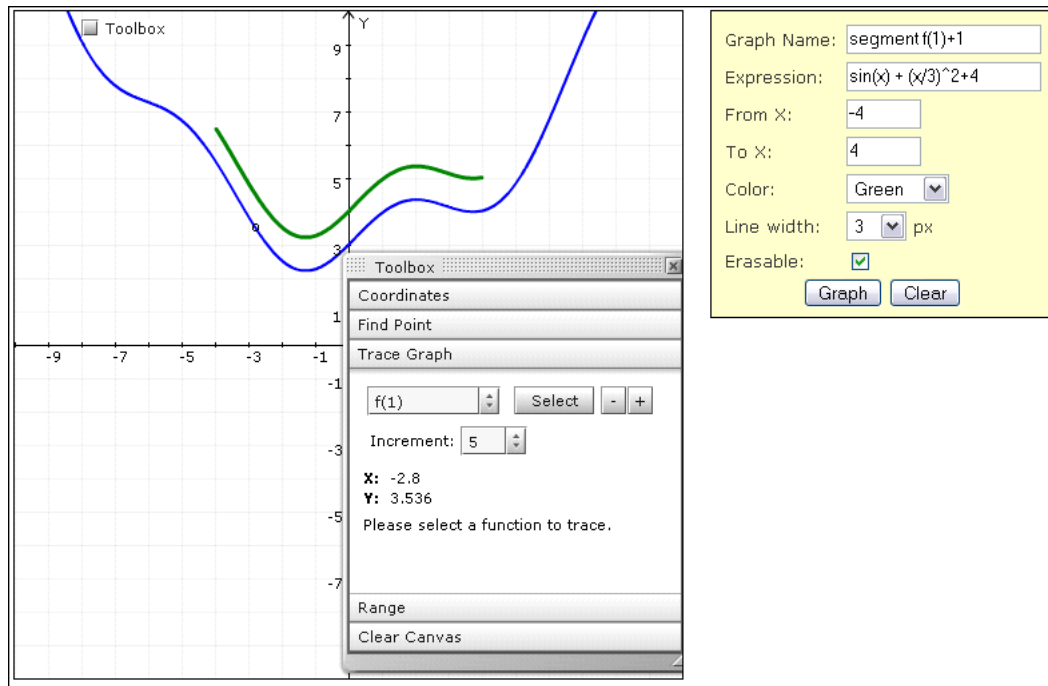 Toolbox
Y
9
7
5
3
1
-9 -7 -5 -3 -1
-1
-3
-5
-7
Toolbox
Coordinates
Find Point
Trace Graph
f(1) Select - +
Increment: 5
X: -2.8
Y: 3.536
Please select a function to trace.
Range
Clear Canvas
Graph Name: segment f(1)+1
Expression: sin(x) + (x/3)^2+4
From X: -4
To X: 4
Color: Green
Line width: 3 px
Erasable:
Graph Clear